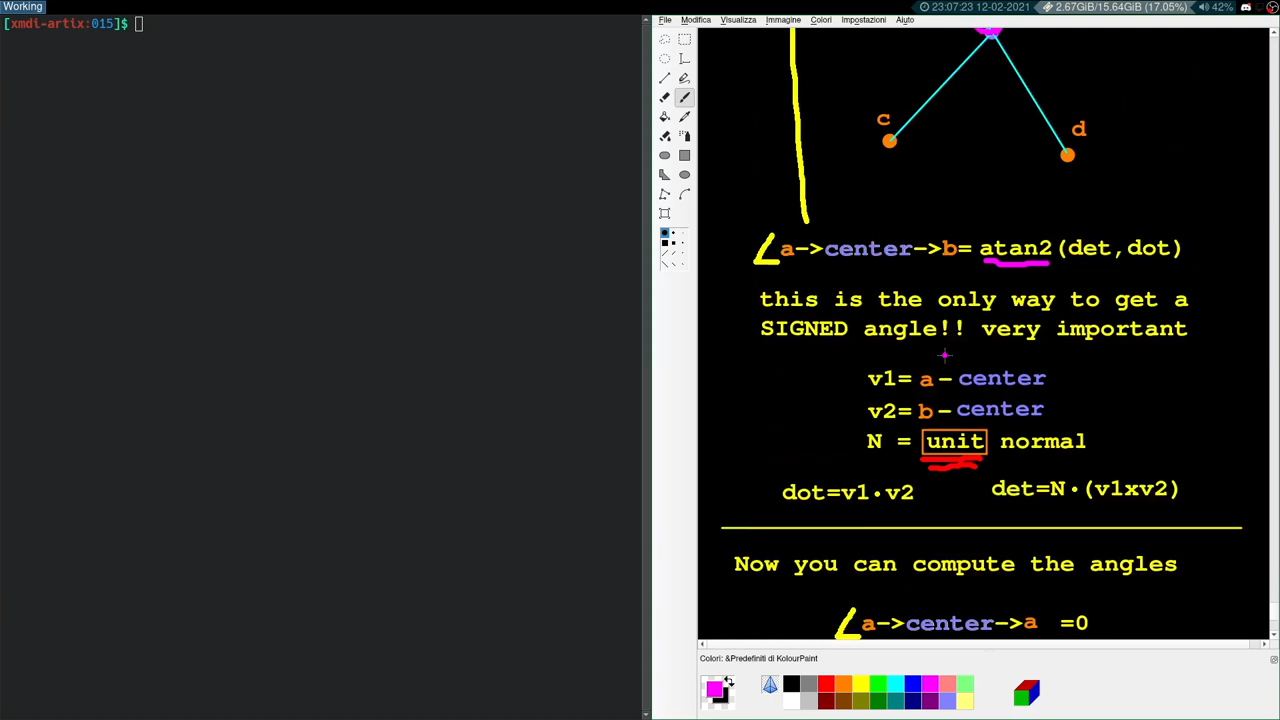 Working
23:07:23 12-02-2021
2.67GiB/15.64GiB (17.05%)
42%
[xmdi-artix:015]$
File Modifica Visualizza Immagine Colori Impostazioni Aiuto
c
d
a->center->b= atan2(det,dot)
this is the only way to get a
SIGNED angle!! very important
v1= a-center
v2= b-center
N = unit normal
dot=v1·v2
det=N·(v1xv2)
Now you can compute the angles
a->center->a =0
Colori: &Predefiniti di KolourPaint